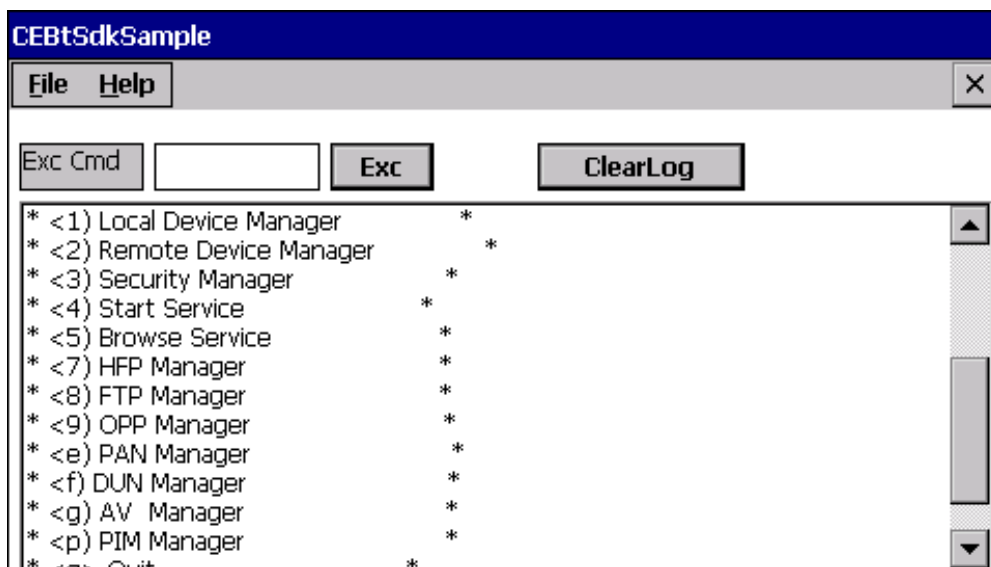 CEBtSdkSample
File Help
Exc Cmd Exc ClearLog
* <1) Local Device Manager *
* <2) Remote Device Manager *
* <3) Security Manager *
* <4) Start Service *
* <5) Browse Service *
* <7) HFP Manager *
* <8) FTP Manager *
* <9) OPP Manager *
* <e) PAN Manager *
* <f) DUN Manager *
* <g) AV  Manager *
* <p) PIM Manager *
* Quit *